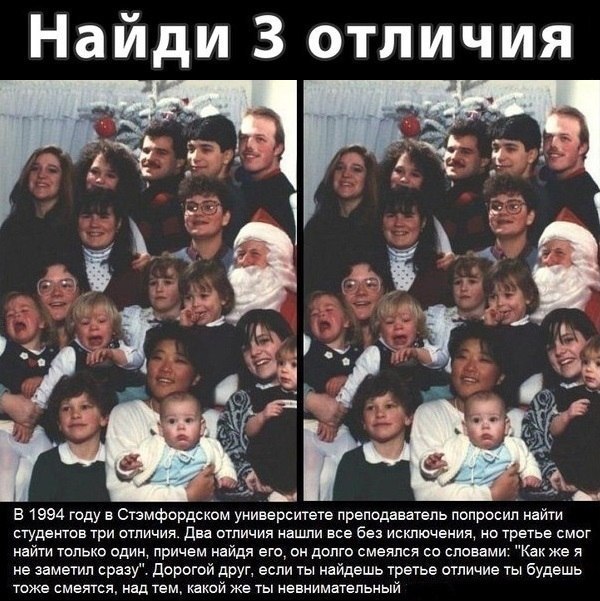 Найди 3 отличия
В 1994 году в Стэмфордском университете преподаватель попросил найти
студентов три отличия. Два отличия нашли все без исключения, но третье смог
найти только один, причем найдя его, он долго смеялся со словами: "Как же я
не заметил сразу". Дорогой друг, если ты найдешь третье отличие ты будешь
тоже смеятся, над тем, какой же ты невнимательный